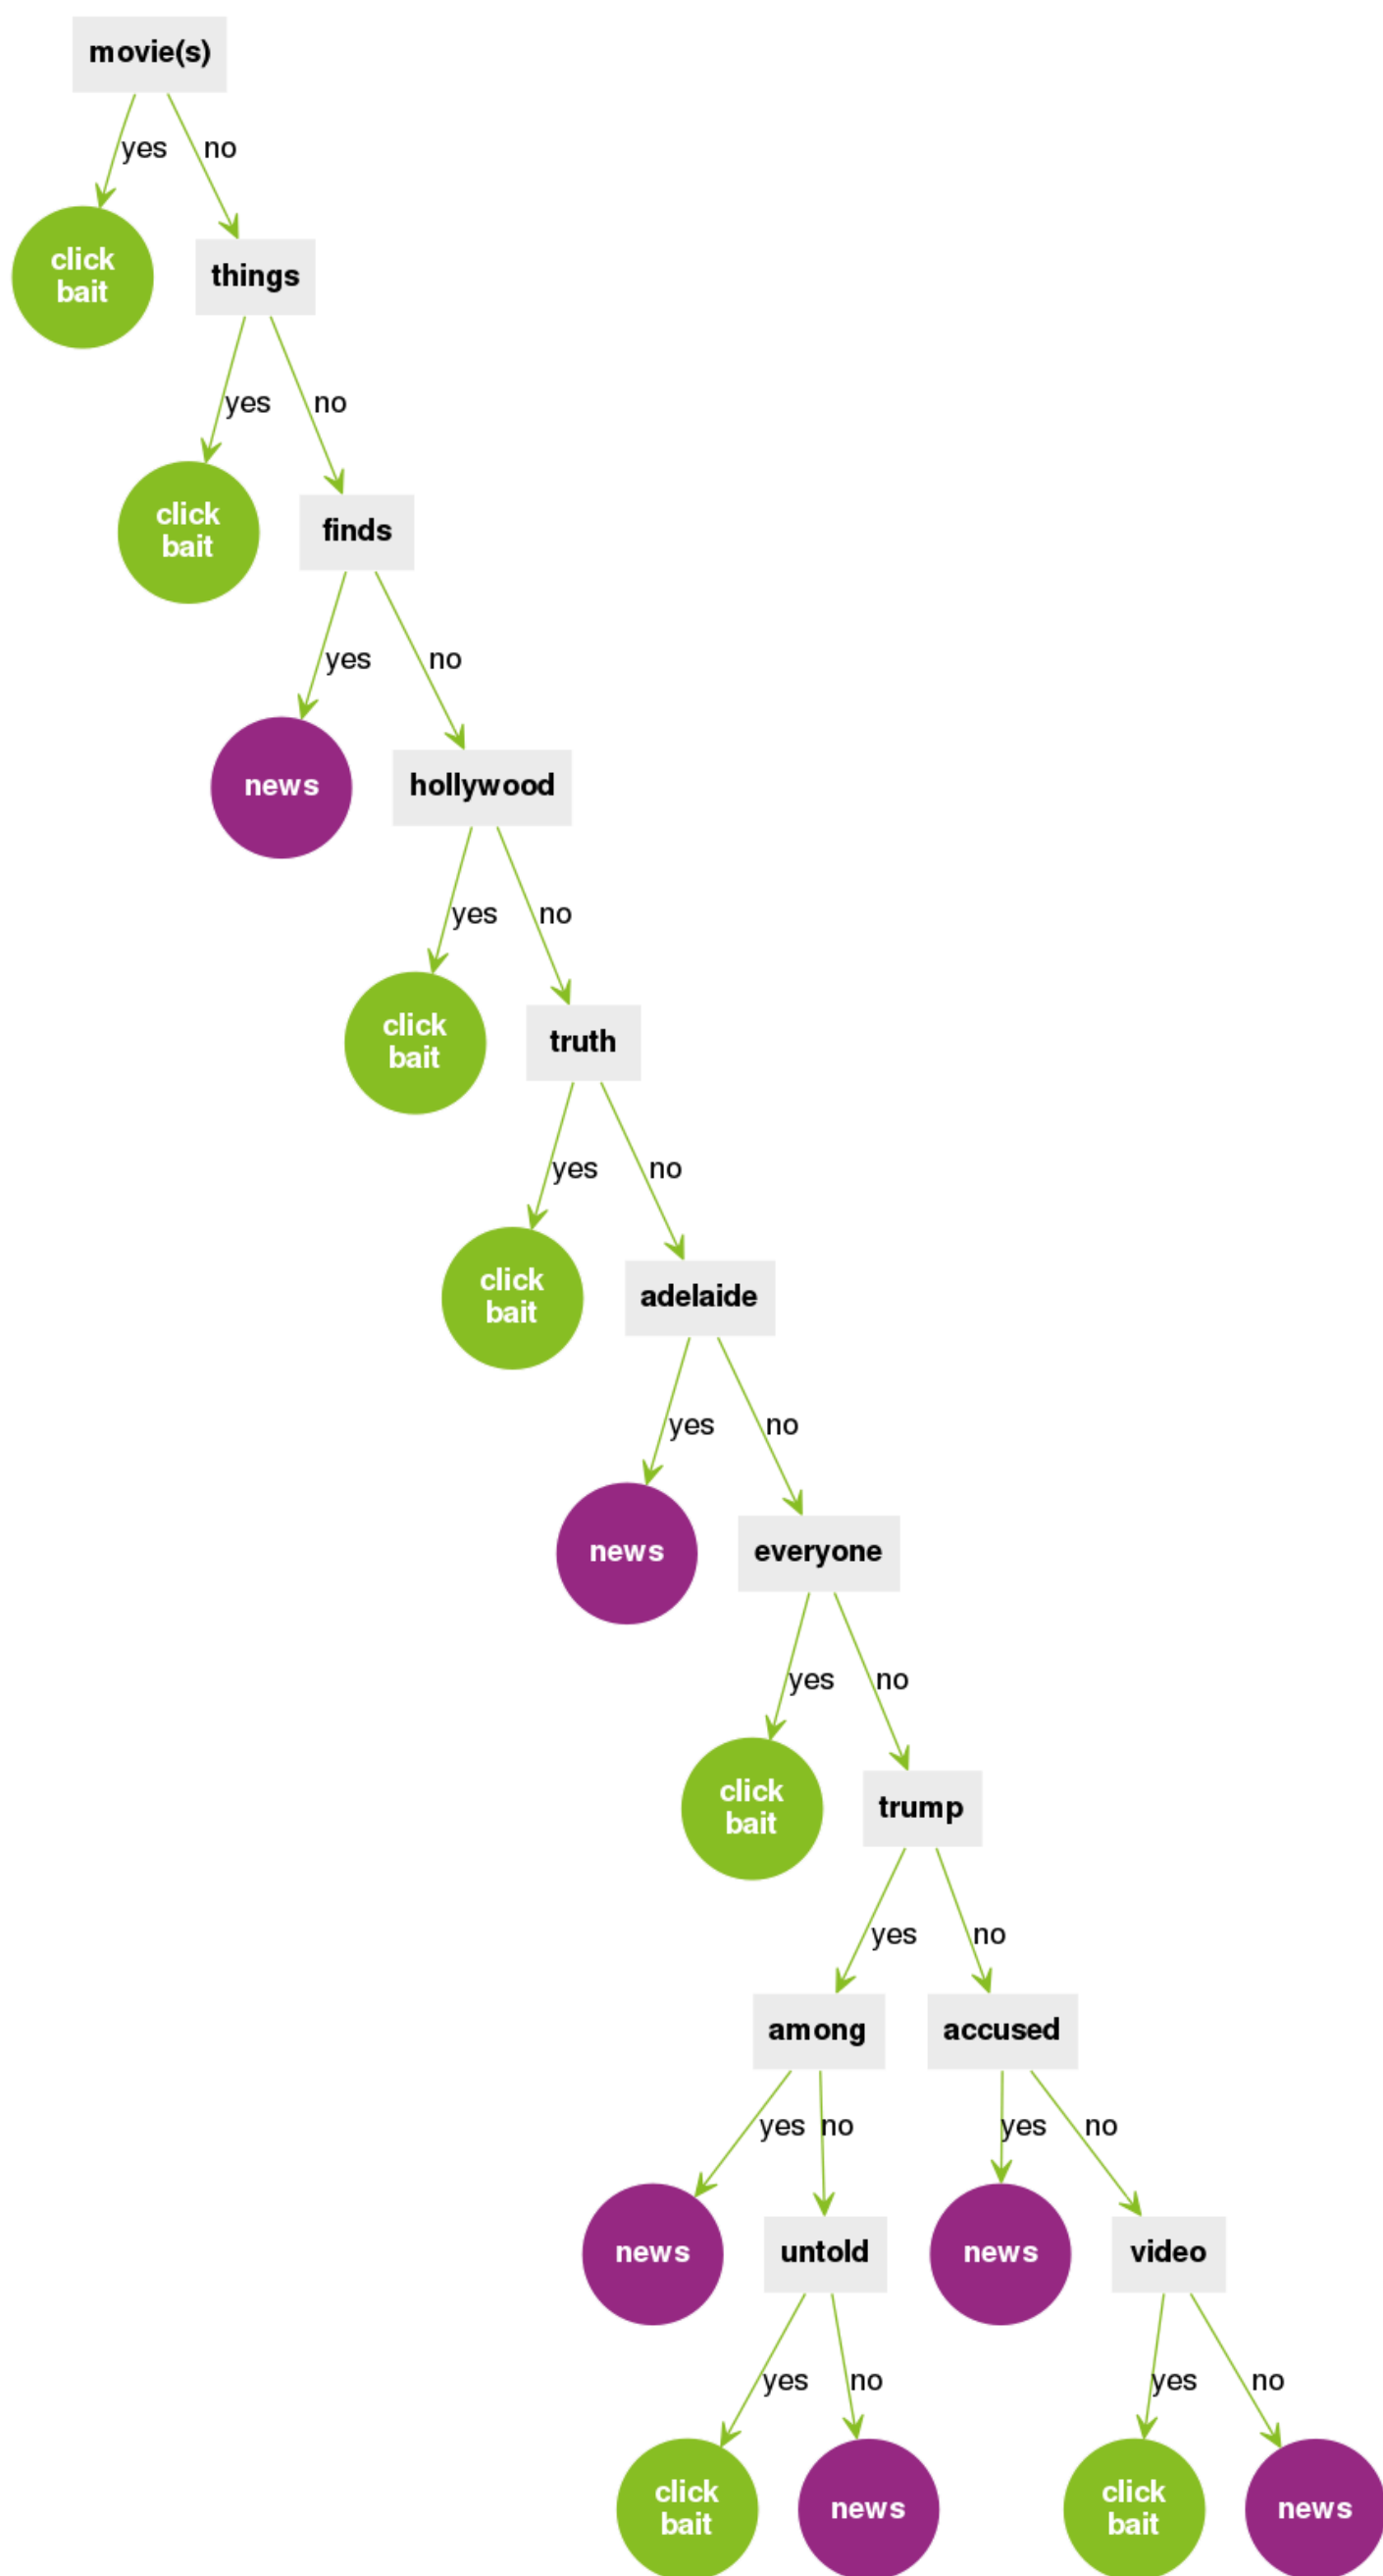 movie(s)
yes
no
click
bait
things
yes
no
click
bait
finds
yes
no
news
hollywood
yes
no
click
bait
truth
yes
no
click
bait
adelaide
yes
no
news
everyone
yes
no
click
bait
trump
yes
no
among
accused
yes
no
yes
no
news
untold
news
video
yes
no
yes
no
click
bait
news
click
bait
news